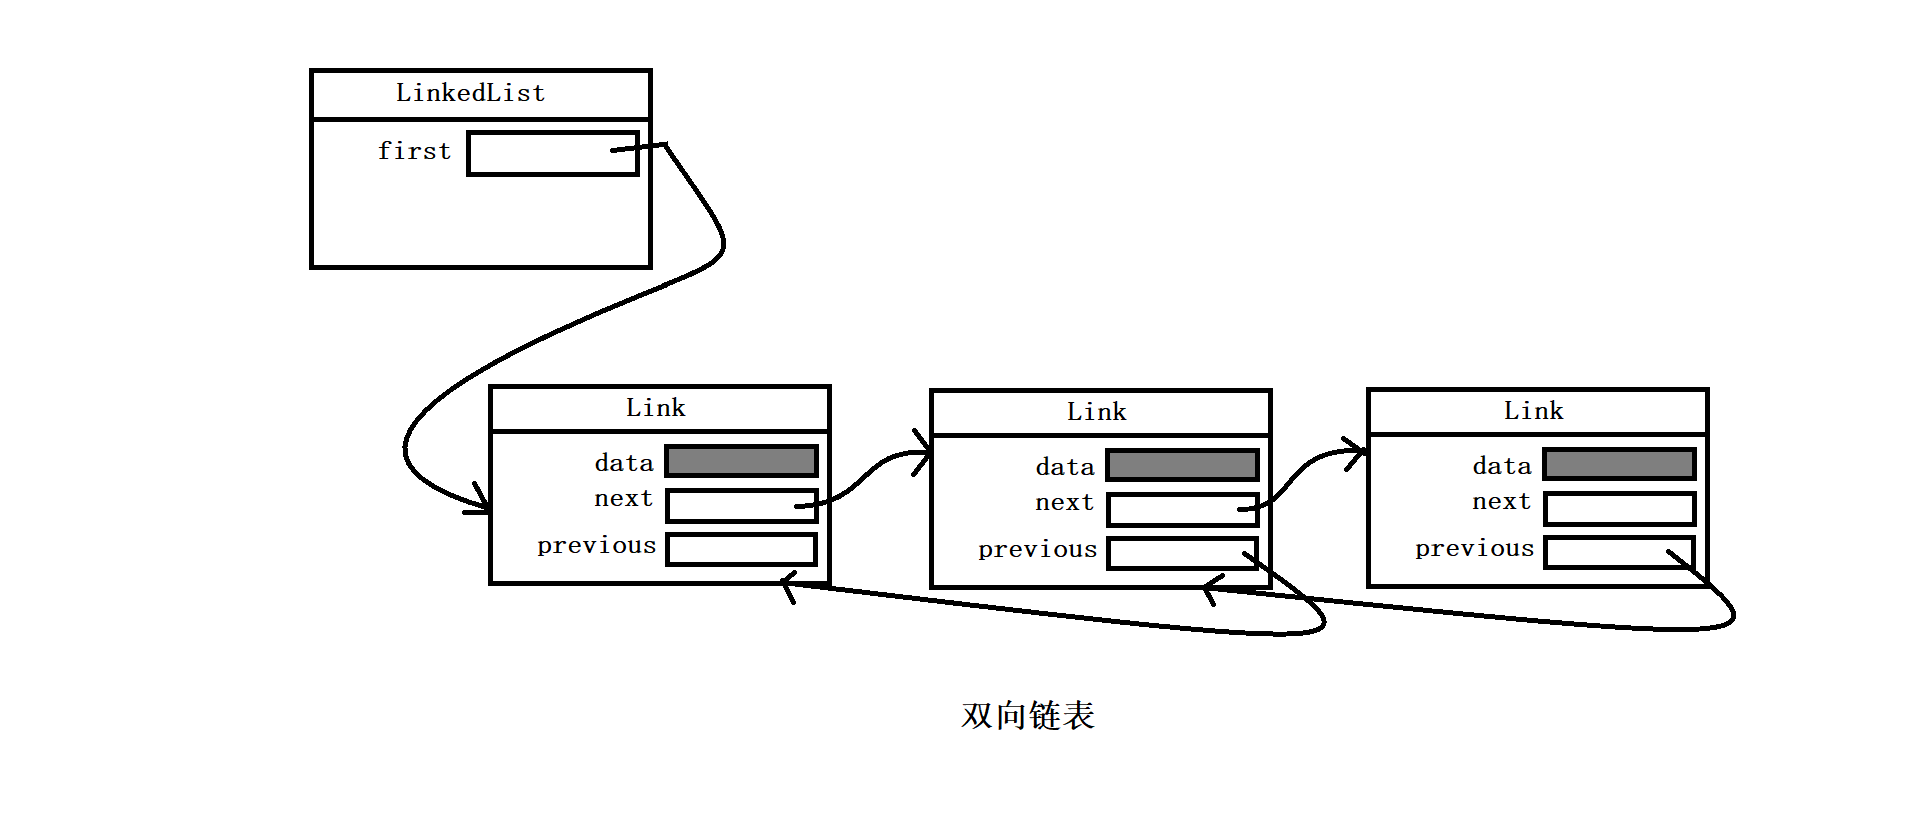 LinkedList
first
Link
data
next
previous
Link
data
next
previous
Link
data
next
previous
双向链表